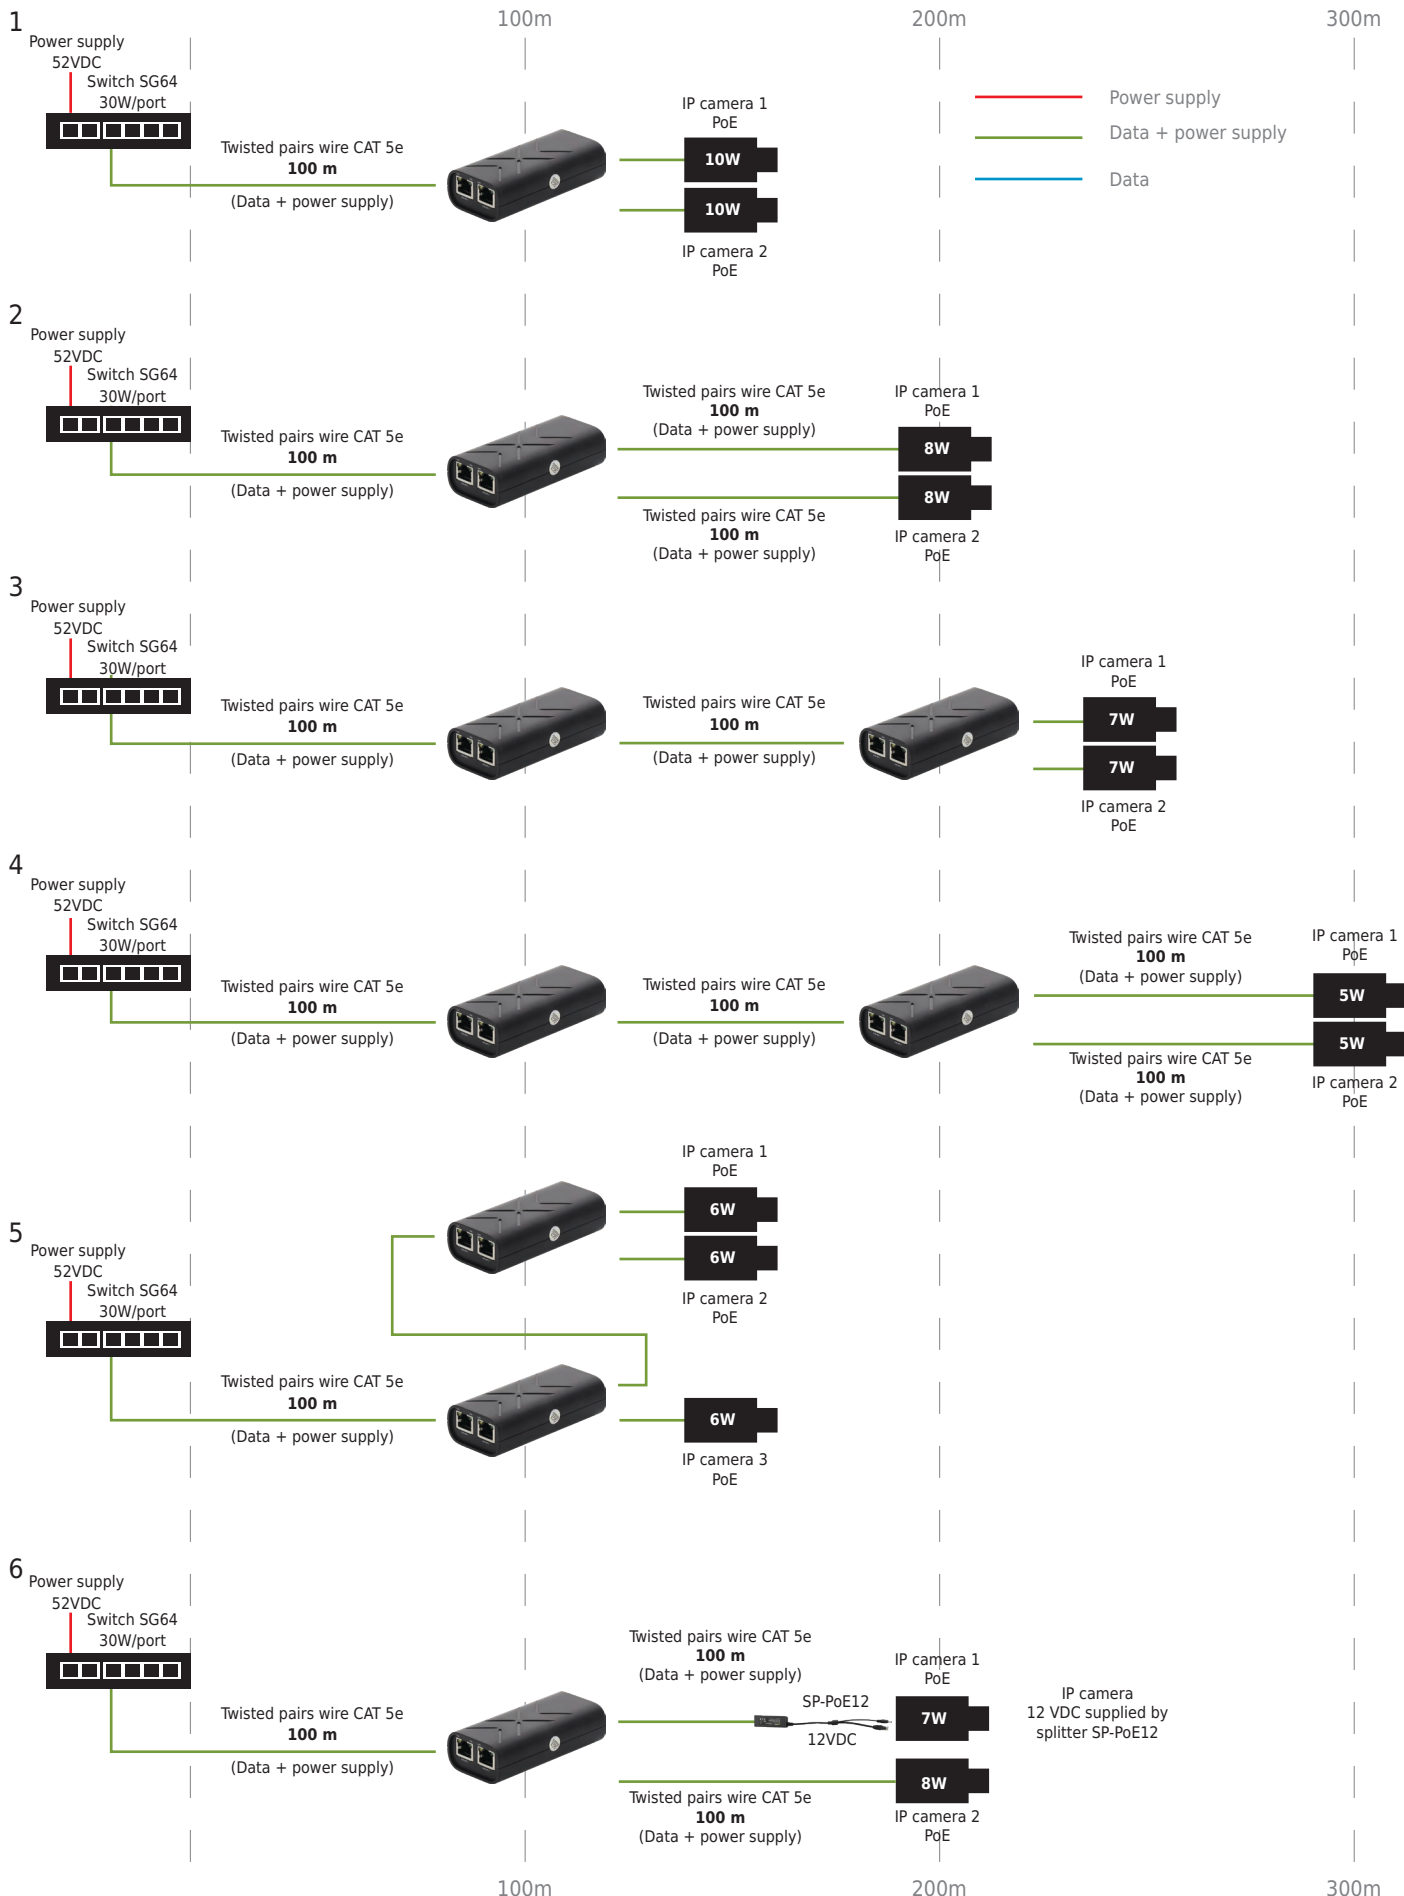 100m
200m
300m
1
Power supply
52VDC
Switch SG64
30W/port
Twisted pairs wire CAT 5e
100 m
(Data + power supply)
IP camera 1
PoE
10W
10W
IP camera 2
PoE
Power supply
Data + power supply
Data
2
Power supply
52VDC
Switch SG64
30W/port
Twisted pairs wire CAT 5e
100 m
(Data + power supply)
Twisted pairs wire CAT 5e
100 m
(Data + power supply)
Twisted pairs wire CAT 5e
100 m
(Data + power supply)
IP camera 1
PoE
8W
8W
IP camera 2
PoE
3
Power supply
52VDC
Switch SG64
30W/port
Twisted pairs wire CAT 5e
100 m
(Data + power supply)
Twisted pairs wire CAT 5e
100 m
(Data + power supply)
IP camera 1
PoE
7W
7W
IP camera 2
PoE
4
Power supply
52VDC
Switch SG64
30W/port
Twisted pairs wire CAT 5e
100 m
(Data + power supply)
Twisted pairs wire CAT 5e
100 m
(Data + power supply)
Twisted pairs wire CAT 5e
100 m
(Data + power supply)
Twisted pairs wire CAT 5e
100 m
(Data + power supply)
IP camera 1
PoE
5W
5W
IP camera 2
PoE
5
Power supply
52VDC
Switch SG64
30W/port
Twisted pairs wire CAT 5e
100 m
(Data + power supply)
IP camera 1
PoE
6W
6W
IP camera 2
PoE
6W
IP camera 3
PoE
6
Power supply
52VDC
Switch SG64
30W/port
Twisted pairs wire CAT 5e
100 m
(Data + power supply)
Twisted pairs wire CAT 5e
100 m
(Data + power supply)
SP-PoE12
12VDC
Twisted pairs wire CAT 5e
100 m
(Data + power supply)
IP camera 1
PoE
7W
8W
IP camera 2
PoE
IP camera
12 VDC supplied by
splitter SP-PoE12
100m
200m
300m